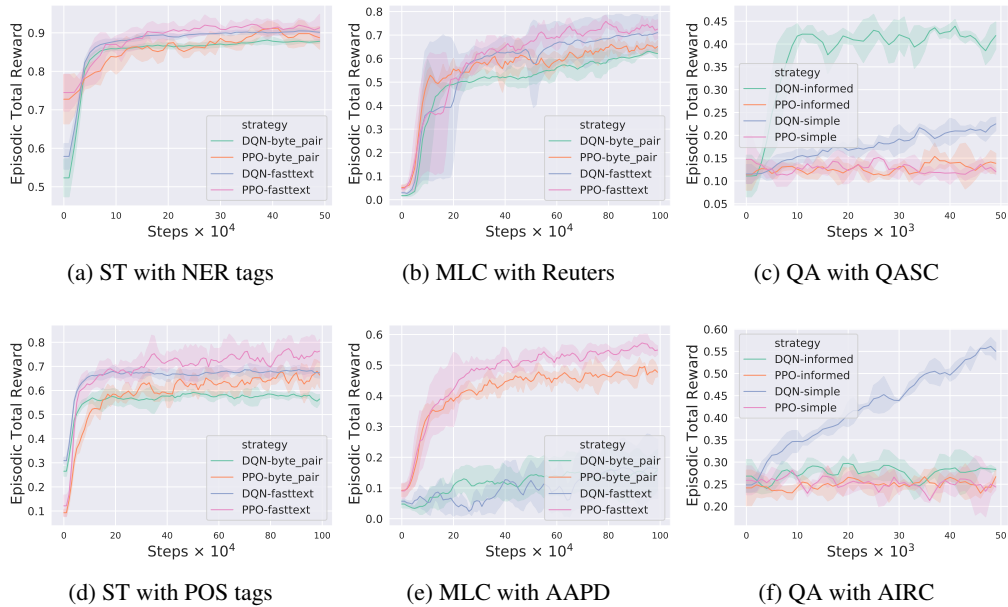 Episodic Total Reward
0.9
0.8
0.7
0.6
0.5
strategy
DQN-byte_pair
PPO-byte_pair
DQN-fasttext
PPO-fasttext
0 10 20 30 40 50
Steps × 10⁴
(a) ST with NER tags
Episodic Total Reward
0.8
0.7
0.6
0.5
0.4
0.3
0.2
0.1
0.0
strategy
DQN-byte_pair
PPO-byte_pair
DQN-fasttext
PPO-fasttext
0 20 40 60 80 100
Steps × 10⁴
(b) MLC with Reuters
Episodic Total Reward
0.45
0.40
0.35
0.30
0.25
0.20
0.15
0.10
0.05
strategy
DQN-informed
PPO-informed
DQN-simple
PPO-simple
0 10 20 30 40 50
Steps × 10³
(c) QA with QASC
Episodic Total Reward
0.8
0.7
0.6
0.5
0.4
0.3
0.2
0.1
strategy
DQN-byte_pair
PPO-byte_pair
DQN-fasttext
PPO-fasttext
0 20 40 60 80 100
Steps × 10⁴
(d) ST with POS tags
Episodic Total Reward
0.6
0.5
0.4
0.3
0.2
0.1
0.0
strategy
DQN-byte_pair
PPO-byte_pair
DQN-fasttext
PPO-fasttext
0 20 40 60 80 100
Steps × 10⁴
(e) MLC with AAPD
Episodic Total Reward
0.60
0.55
0.50
0.45
0.40
0.35
0.30
0.25
0.20
strategy
DQN-informed
PPO-informed
DQN-simple
PPO-simple
0 10 20 30 40 50
Steps × 10³
(f) QA with AIRC